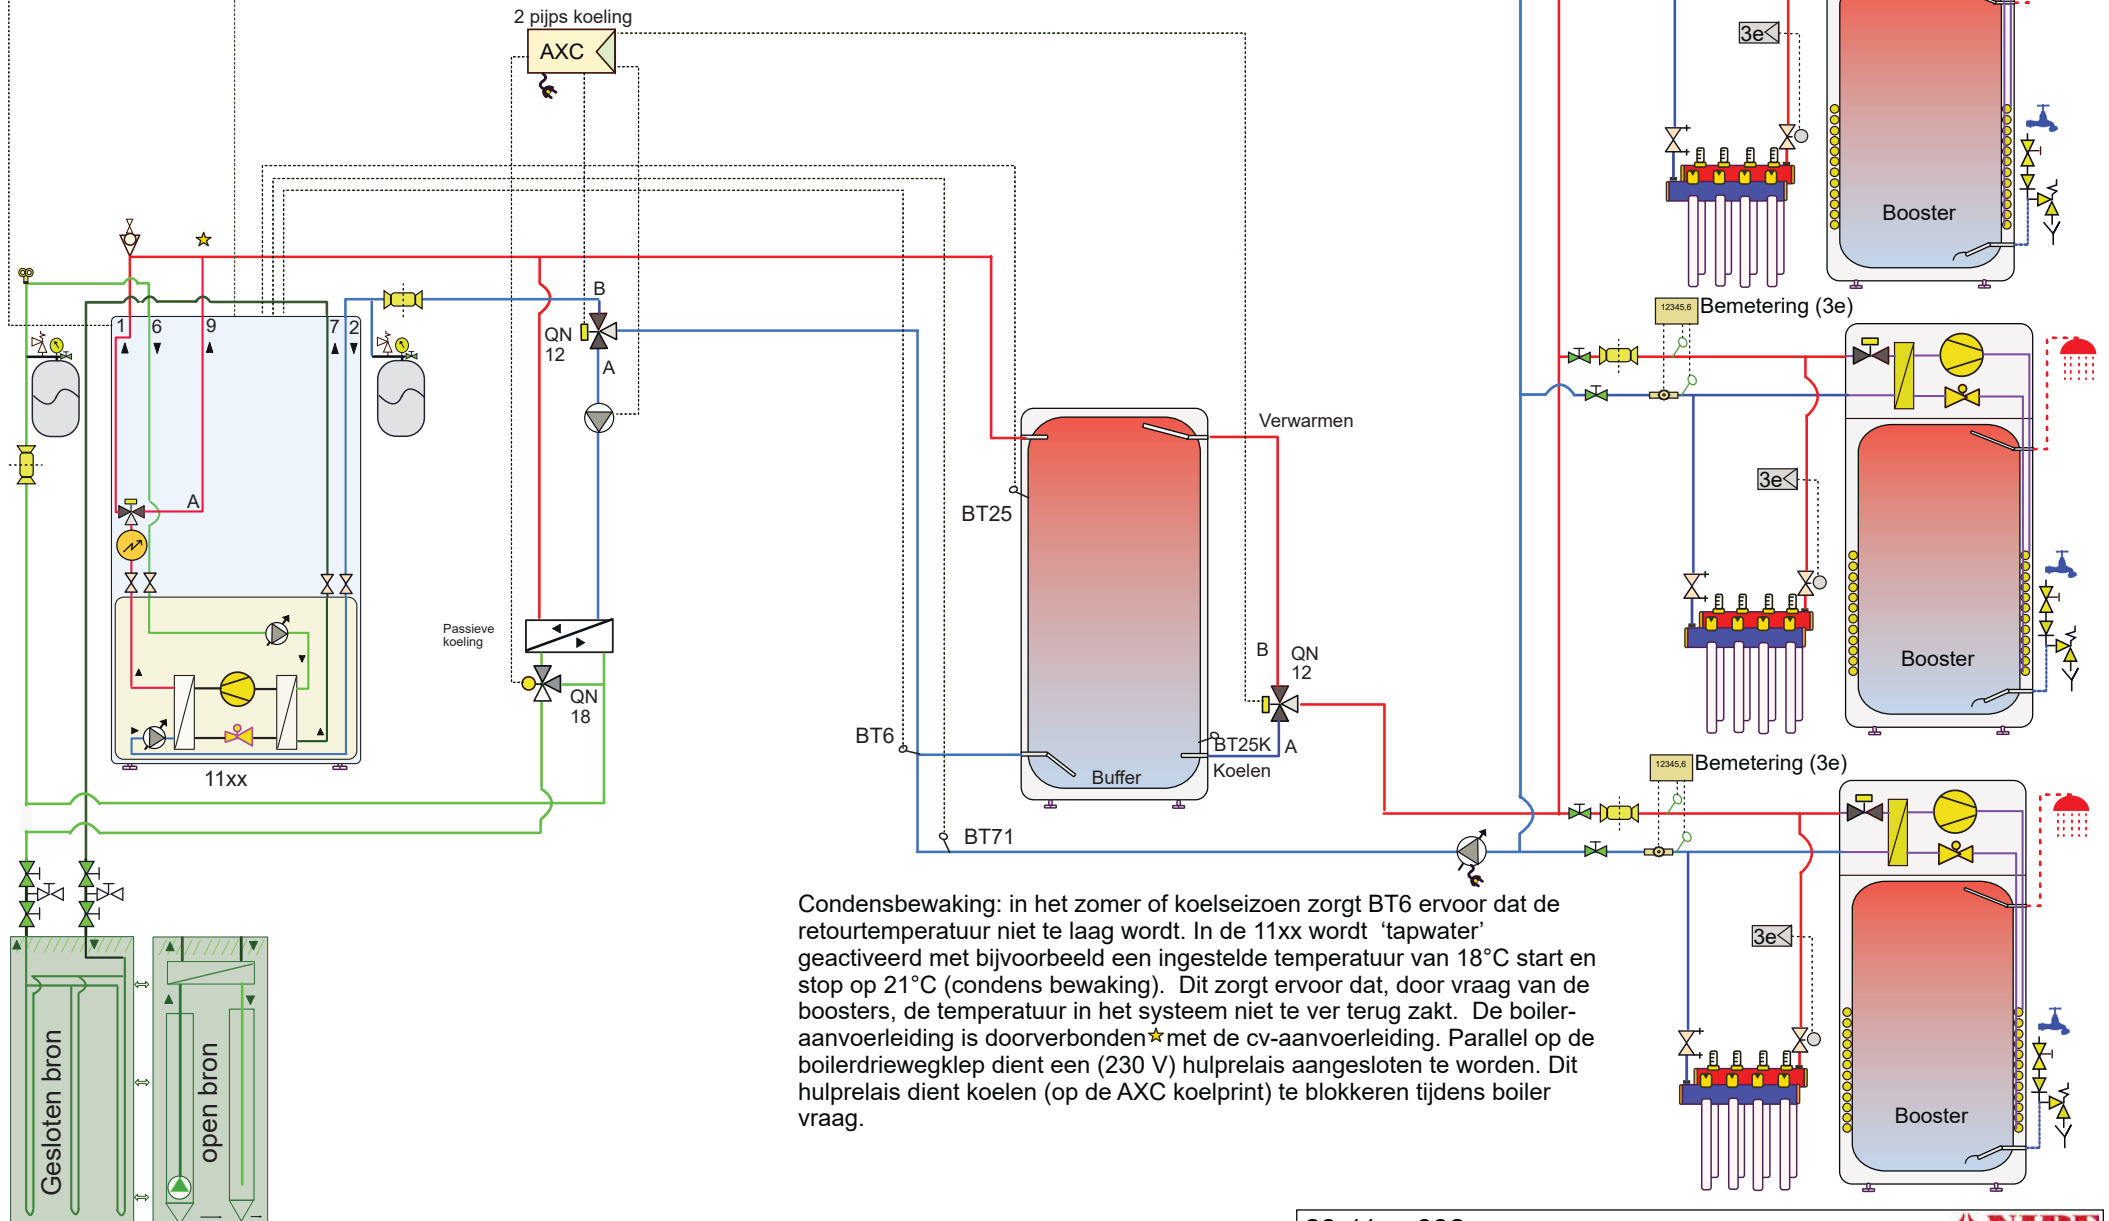 2 pijps koeling
AXC
3e
Booster
12345,6
Bemetering (3e)
1
6
9
7
2
B
QN
12
A
A
Verwarmen
BT25
3e
Passieve
koeling
QN
18
B
QN
12
BT6
BT25K
A
Koelen
Buffer
Booster
11xx
12345,6
Bemetering (3e)
BT71
Condensbewaking: in het zomer of koelseizoen zorgt BT6 ervoor dat de
retourtemperatuur niet te laag wordt. In de 11xx wordt ‘tapwater’
geactiveerd met bijvoorbeeld een ingestelde temperatuur van 18°C start en
stop op 21°C (condens bewaking). Dit zorgt ervoor dat, door vraag van de
boosters, de temperatuur in het systeem niet te ver terug zakt. De boiler-
aanvoerleiding is doorverbonden met de cv-aanvoerleiding. Parallel op de
boilerdriewegklep dient een (230 V) hulprelais aangesloten te worden. Dit
hulprelais dient koelen (op de AXC koelprint) te blokkeren tijdens boiler
vraag.
3e
Gesloten bron
open bron
Booster